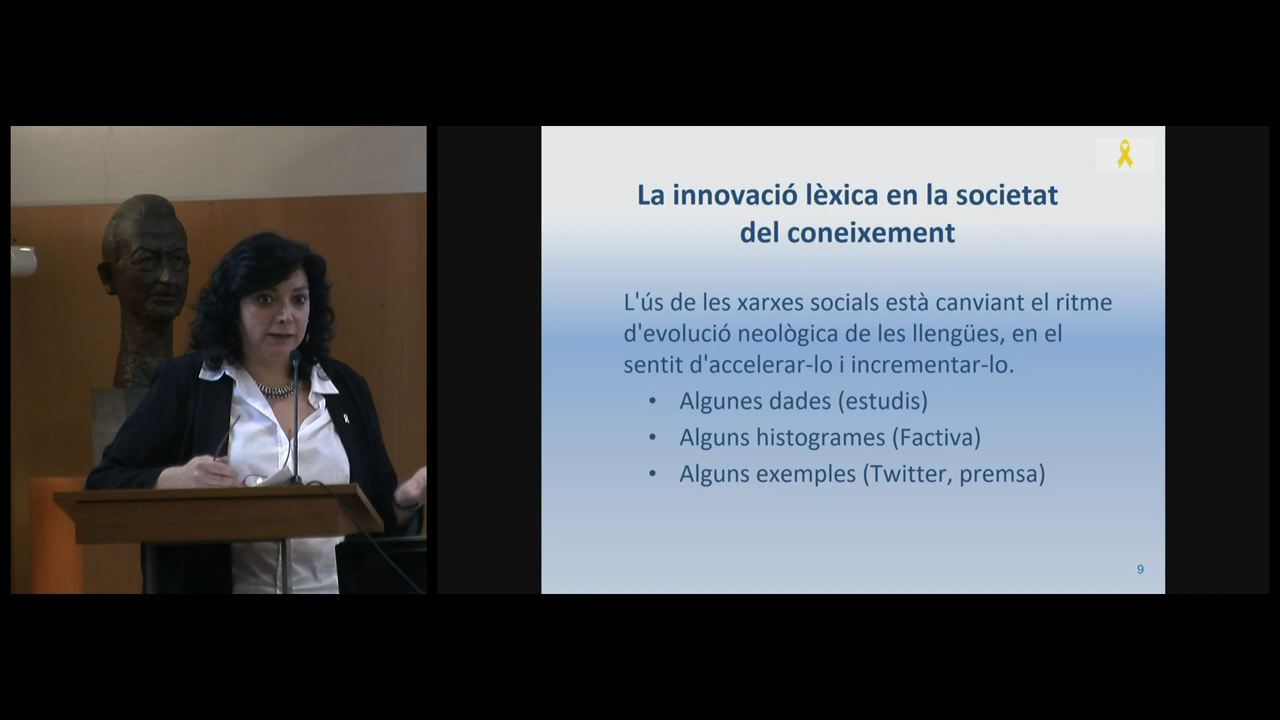 La innovació lèxica en la societat
del coneixement
L'ús de les xarxes socials està canviant el ritme
d'evolució neològica de les llengües, en el
sentit d'accelerar-lo i incrementar-lo.
• Algunes dades (estudis)
• Alguns histogrames (Factiva)
• Alguns exemples (Twitter, premsa)
9